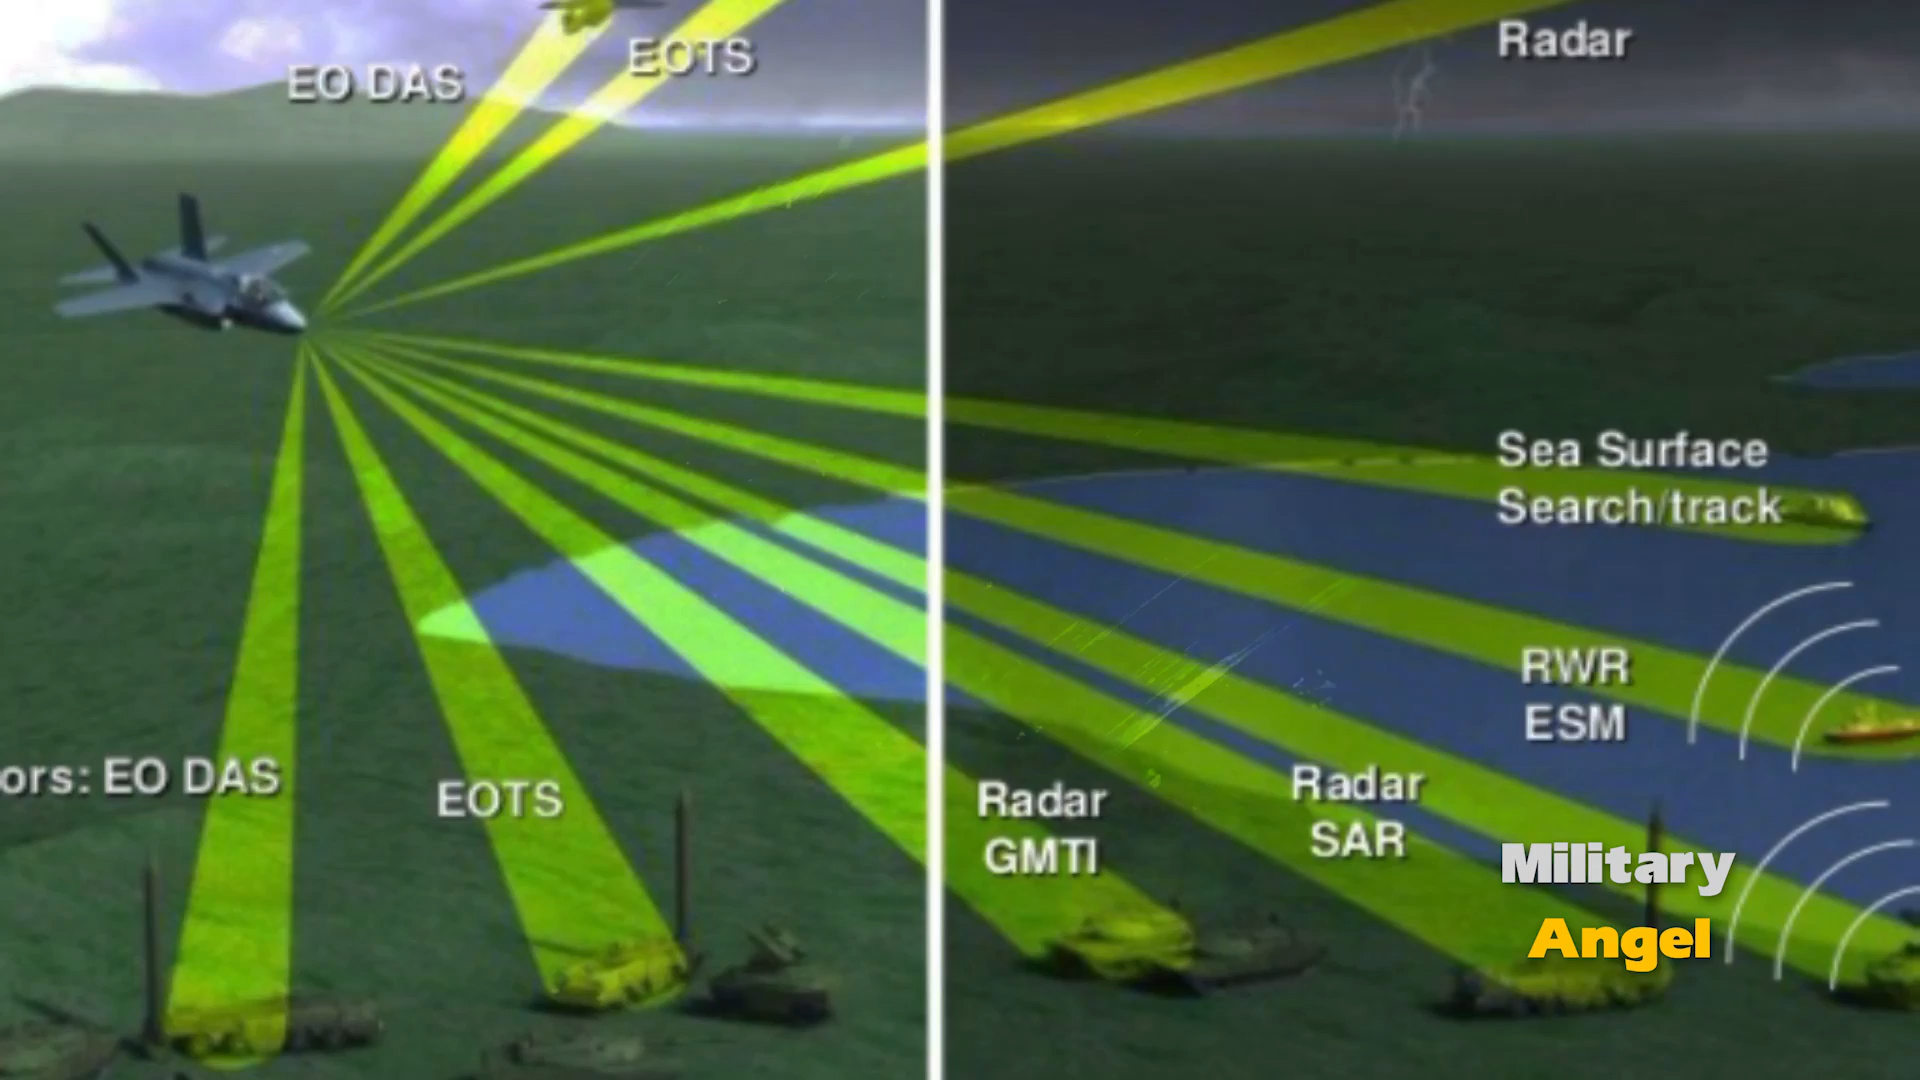 EO DAS
EOTS
Radar
Sea Surface
Search/track
RWR
ESM
ors: EO DAS
EOTS
Radar
GMTI
Radar
SAR
Military
Angel